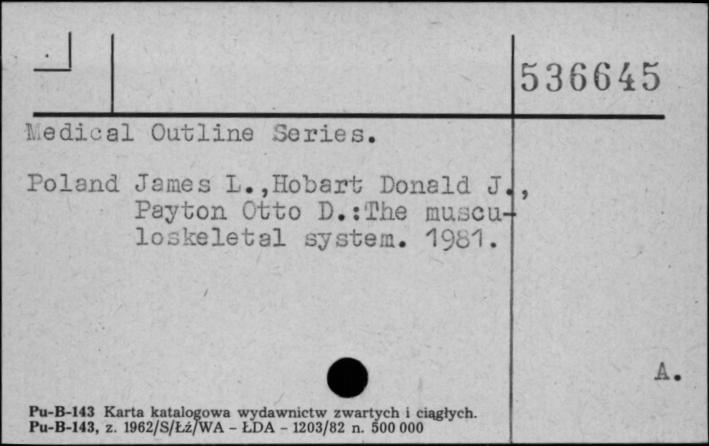 536645
Medical Outline Series.
Poland James L.,Hobart Donald J.,
Payton Otto D.:The muscu-
loskeletal system. 1981.
A.
Pu-B-143 Karta katalogowa wydawnictw zwartych i ciągłych.
Pu-B-143, z. 1962/S/Łź/WA - ŁDA - 1203/82 n. 500 000